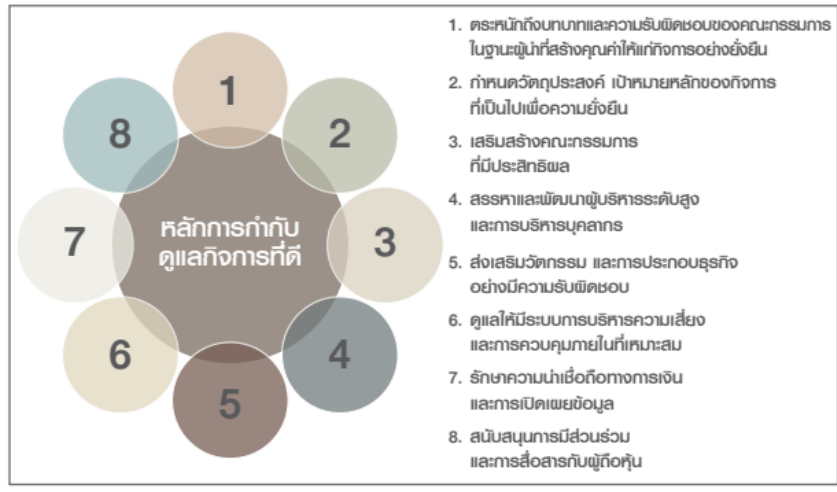 1
2
3
4
5
6
7
8
หลักการกำกับ
ดูแลกิจการที่ดี
1. ตระหนักถึงบทบาทและความรับผิดชอบของคณะกรรมการ
ในฐานะผู้นำที่สร้างคุณค่าให้แก่กิจการอย่างยั่งยืน
2. กำหนดวัตถุประสงค์ เป้าหมายหลักของกิจการ
ที่เป็นไปเพื่อความยั่งยืน
3. เสริมสร้างคณะกรรมการ
ที่มีประสิทธิผล
4. สรรหาและพัฒนาผู้บริหารระดับสูง
และการบริหารบุคลากร
5. ส่งเสริมวัตกรรม และการประกอบธุรกิจ
อย่างมีความรับผิดชอบ
6. ดูแลให้มีระบบการบริหารความเสี่ยง
และการควบคุมภายในที่เหมาะสม
7. รักษาความน่าเชื่อถือทางการเงิน
และการเปิดเผยข้อมูล
8. สนับสนุนการมีส่วนร่วม
และการสื่อสารกับผู้ถือหุ้น